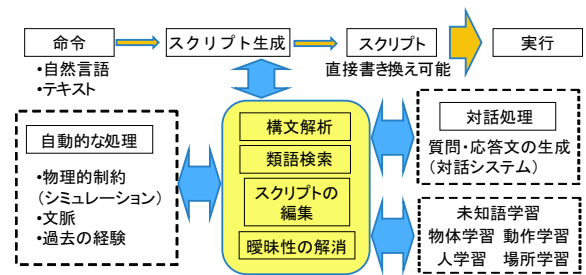 命令
スクリプト生成
スクリプト
実行
•自然言語
•テキスト
直接書き換え可能
自動的な処理
•物理的制約
(シミュレーション)
•文脈
•過去の経験
構文解析
類語検索
スクリプトの
編集
曖昧性の解消
対話処理
質問・応答文の生成
(対話システム)
未知語学習
物体学習 動作学習
人学習 場所学習